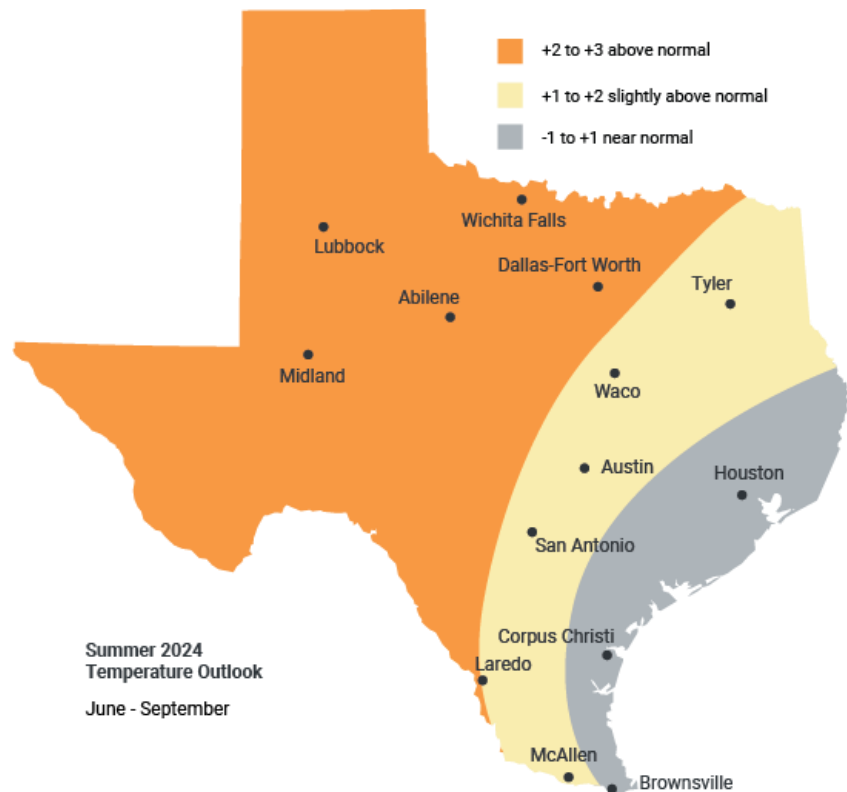 +2 to +3 above normal
+1 to +2 slightly above normal
-1 to +1 near normal
Wichita Falls
Lubbock
Dallas-Fort Worth
Tyler
Abilene
Midland
Waco
Austin
Houston
San Antonio
Corpus Christi
Summer 2024
Temperature Outlook
Laredo
June - September
McAllen
Brownsville